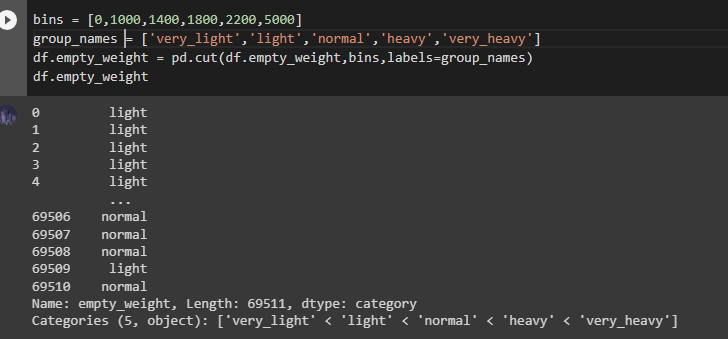 bins = [0,1000,1400,1800,2200,5000]
group_names = ['very_light','light','normal','heavy','very_heavy']
df.empty_weight = pd.cut(df.empty_weight,bins,labels=group_names)
df.empty_weight
0 light
1 light
2 light
3 light
4 light
...
69506 normal
69507 normal
69508 normal
69509 light
69510 normal
Name: empty_weight, Length: 69511, dtype: category
Categories (5, object): ['very_light' < 'light' < 'normal' < 'heavy' < 'very_heavy']